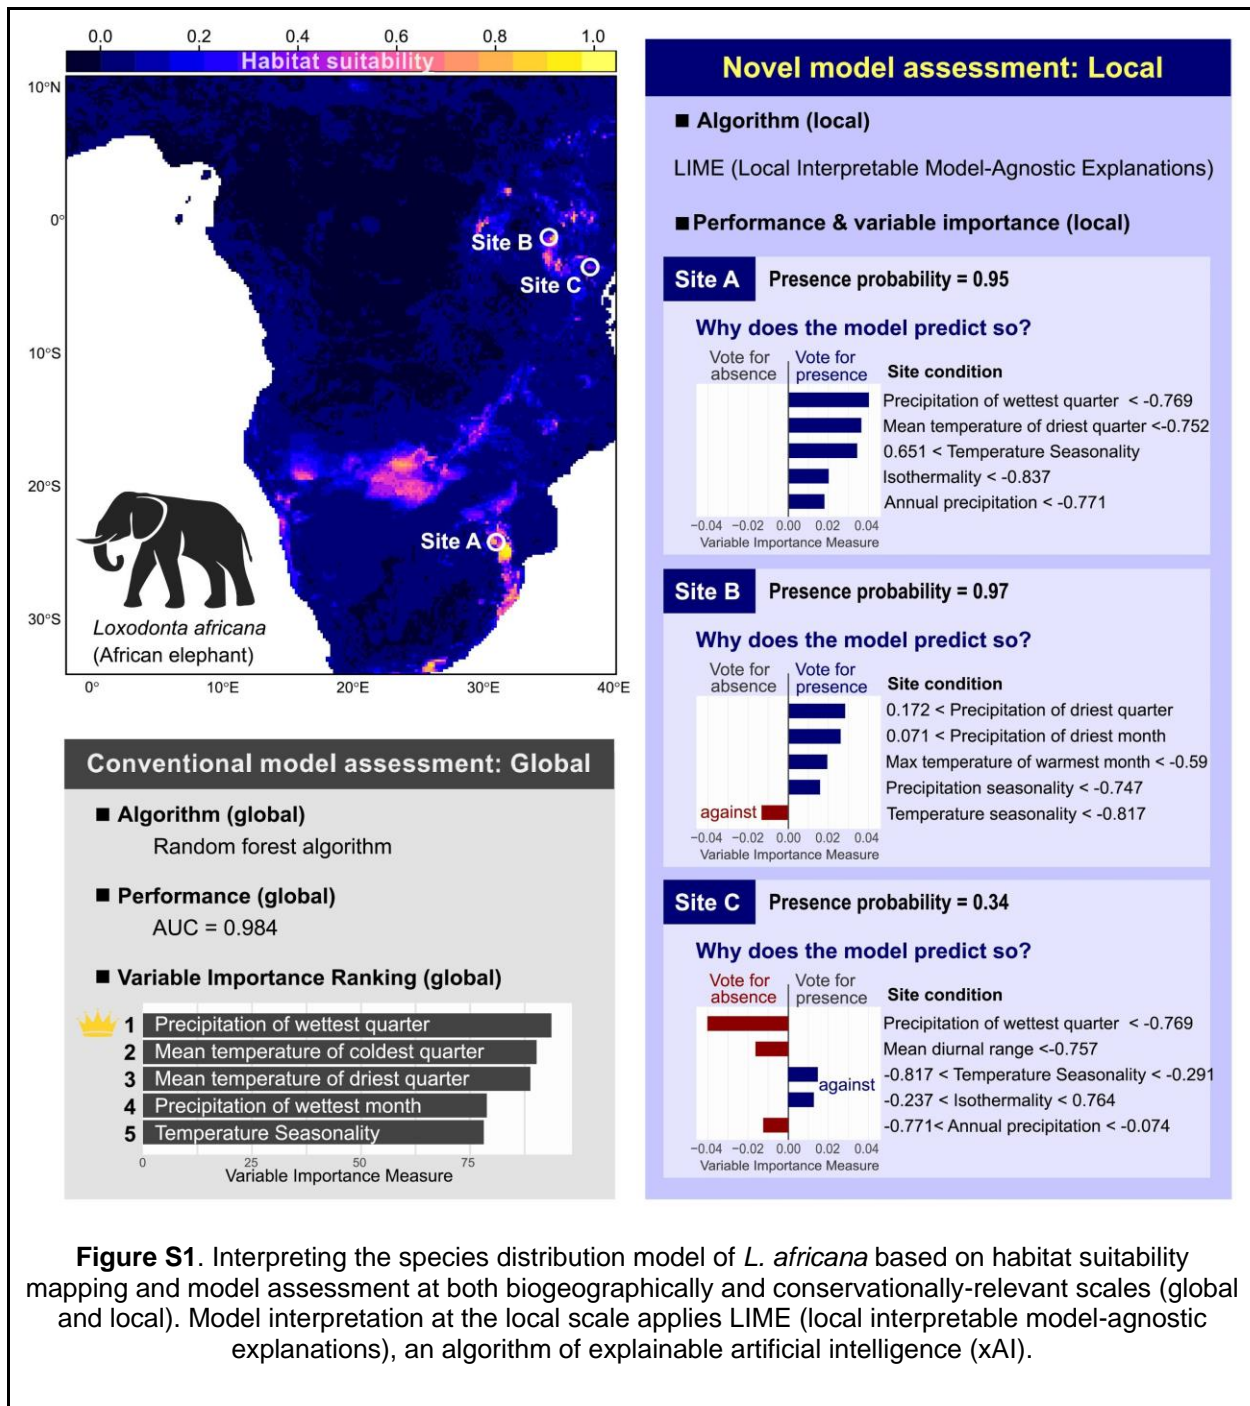 0.0 0.2 0.4 0.6 0.8 1.0
Habitat suitability
10°N
0°
10°S
20°S
30°S
Site B
Site C
Site A
Loxodonta africana
(African elephant)
0° 10°E 20°E 30°E 40°E
Conventional model assessment: Global
■ Algorithm (global)
Random forest algorithm
■ Performance (global)
AUC = 0.984
■ Variable Importance Ranking (global)
1 Precipitation of wettest quarter
2 Mean temperature of coldest quarter
3 Mean temperature of driest quarter
4 Precipitation of wettest month
5 Temperature Seasonality
0 25 50 75
Variable Importance Measure
Novel model assessment: Local
■ Algorithm (local)
LIME (Local Interpretable Model-Agnostic Explanations)
■ Performance & variable importance (local)
Site A Presence probability = 0.95
Why does the model predict so?
Vote for absence Vote for presence Site condition
Precipitation of wettest quarter < -0.769
Mean temperature of driest quarter <-0.752
0.651 < Temperature Seasonality
Isothermality < -0.837
Annual precipitation < -0.771
−0.04 −0.02 0.00 0.02 0.04
Variable Importance Measure
Site B Presence probability = 0.97
Why does the model predict so?
Vote for absence Vote for presence Site condition
0.172 < Precipitation of driest quarter
0.071 < Precipitation of driest month
Max temperature of warmest month < -0.59
Precipitation seasonality < -0.747
against Temperature seasonality < -0.817
−0.04 −0.02 0.00 0.02 0.04
Variable Importance Measure
Site C Presence probability = 0.34
Why does the model predict so?
Vote for absence Vote for presence Site condition
Precipitation of wettest quarter < -0.769
Mean diurnal range <-0.757
-0.817 < Temperature Seasonality < -0.291
against
-0.237 < Isothermality < 0.764
-0.771< Annual precipitation < -0.074
−0.04 −0.02 0.00 0.02 0.04
Variable Importance Measure
Figure S1. Interpreting the species distribution model of L. africana based on habitat suitability
mapping and model assessment at both biogeographically and conservationally-relevant scales (global
and local). Model interpretation at the local scale applies LIME (local interpretable model-agnostic
explanations), an algorithm of explainable artificial intelligence (xAI).